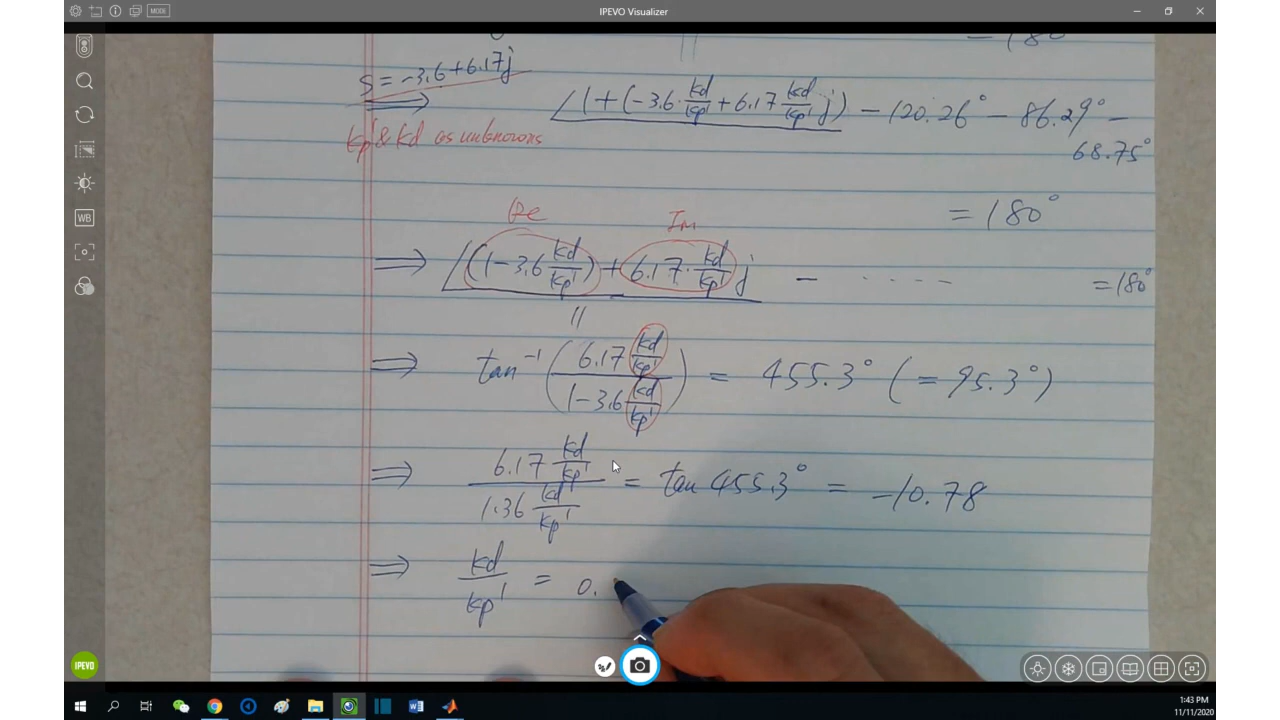 IPEVO Visualizer
MODE
- 180
S = -3.6 + 6.17j
⟹ ∠1 + (-3.6 · kd/kp' + 6.17 kd/kp' j) - 120.26° - 86.29° -
68.75°
kp' & kd as unknowns
= 180°
Re Im
⟹ ∠(1 - 3.6 kd/kp') + 6.17 · kd/kp' j - ..... = 180°
||
⟹ tan⁻¹ ( 6.17 kd/kp' / 1 - 3.6 kd/kp' ) = 455.3° (= 95.3°)
⟹ 6.17 kd/kp' / 1.36 kd/kp' = tan 455.3° = -10.78
⟹ kd/kp' = 0.
WB
IPEVO
1:43 PM
11/11/2020